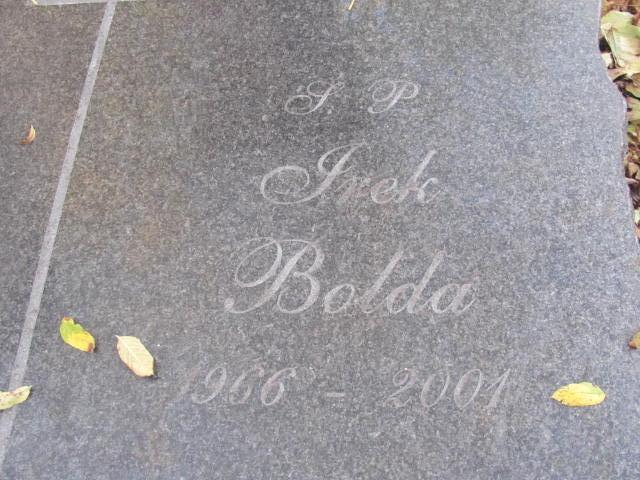 Ś. P
Irek
Bolda
1966 - 2001